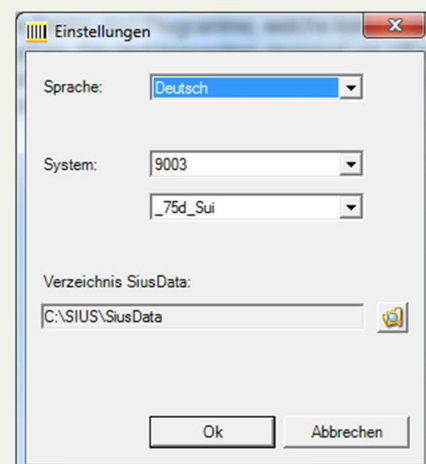 Einstellungen
Sprache: Deutsch
System: 9003
_75d_Sui
Verzeichnis SiusData:
C:\SIUS\SiusData
Ok Abbrechen